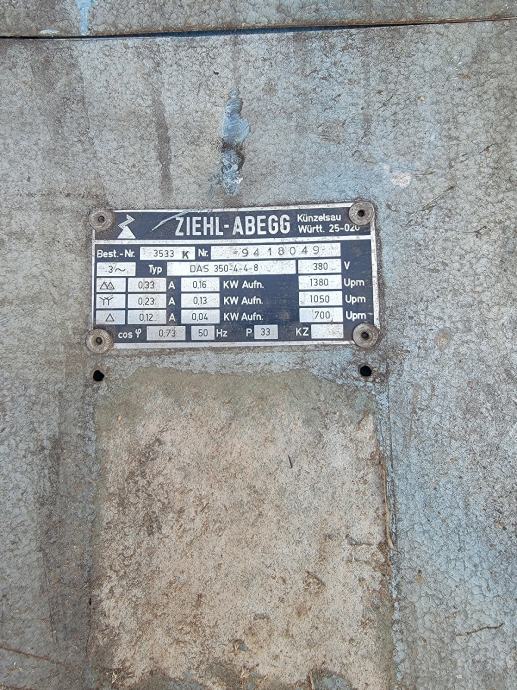 ZIEHL-ABEGG Künzelsau
Württ. 25-020
Best.-Nr. 3533 K Nr. 9418049
3~ Typ DAS 350-4-4-8 380 V
△△ 0,33 A 0,16 KW Aufn. 1380 Upm
YY 0,23 A 0,13 KW Aufn. 1050 Upm
△ 0,12 A 0,04 KW Aufn. 700 Upm
cos φ 0,73 50 Hz P 33 KZ